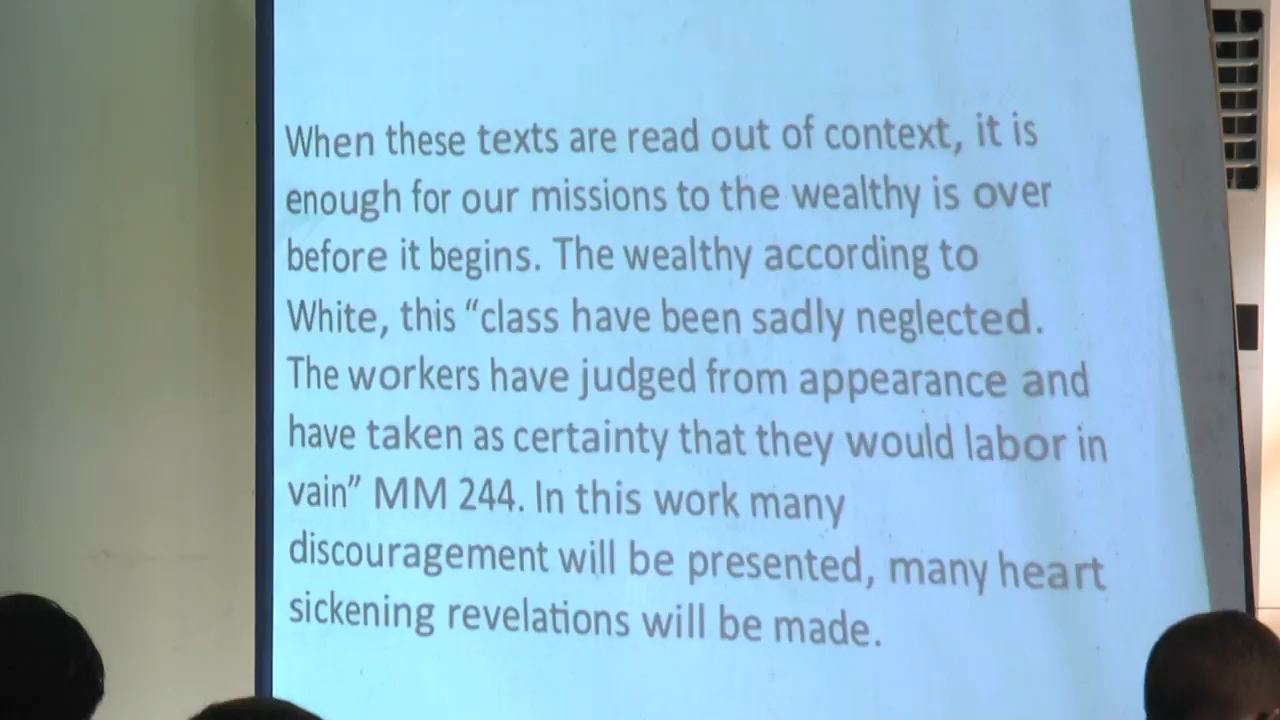 When these texts are read out of context, it is
enough for our missions to the wealthy is over
before it begins. The wealthy according to
White, this “class have been sadly neglected.
The workers have judged from appearance and
have taken as certainty that they would labor in
vain” MM 244. In this work many
discouragement will be presented, many heart
sickening revelations will be made.